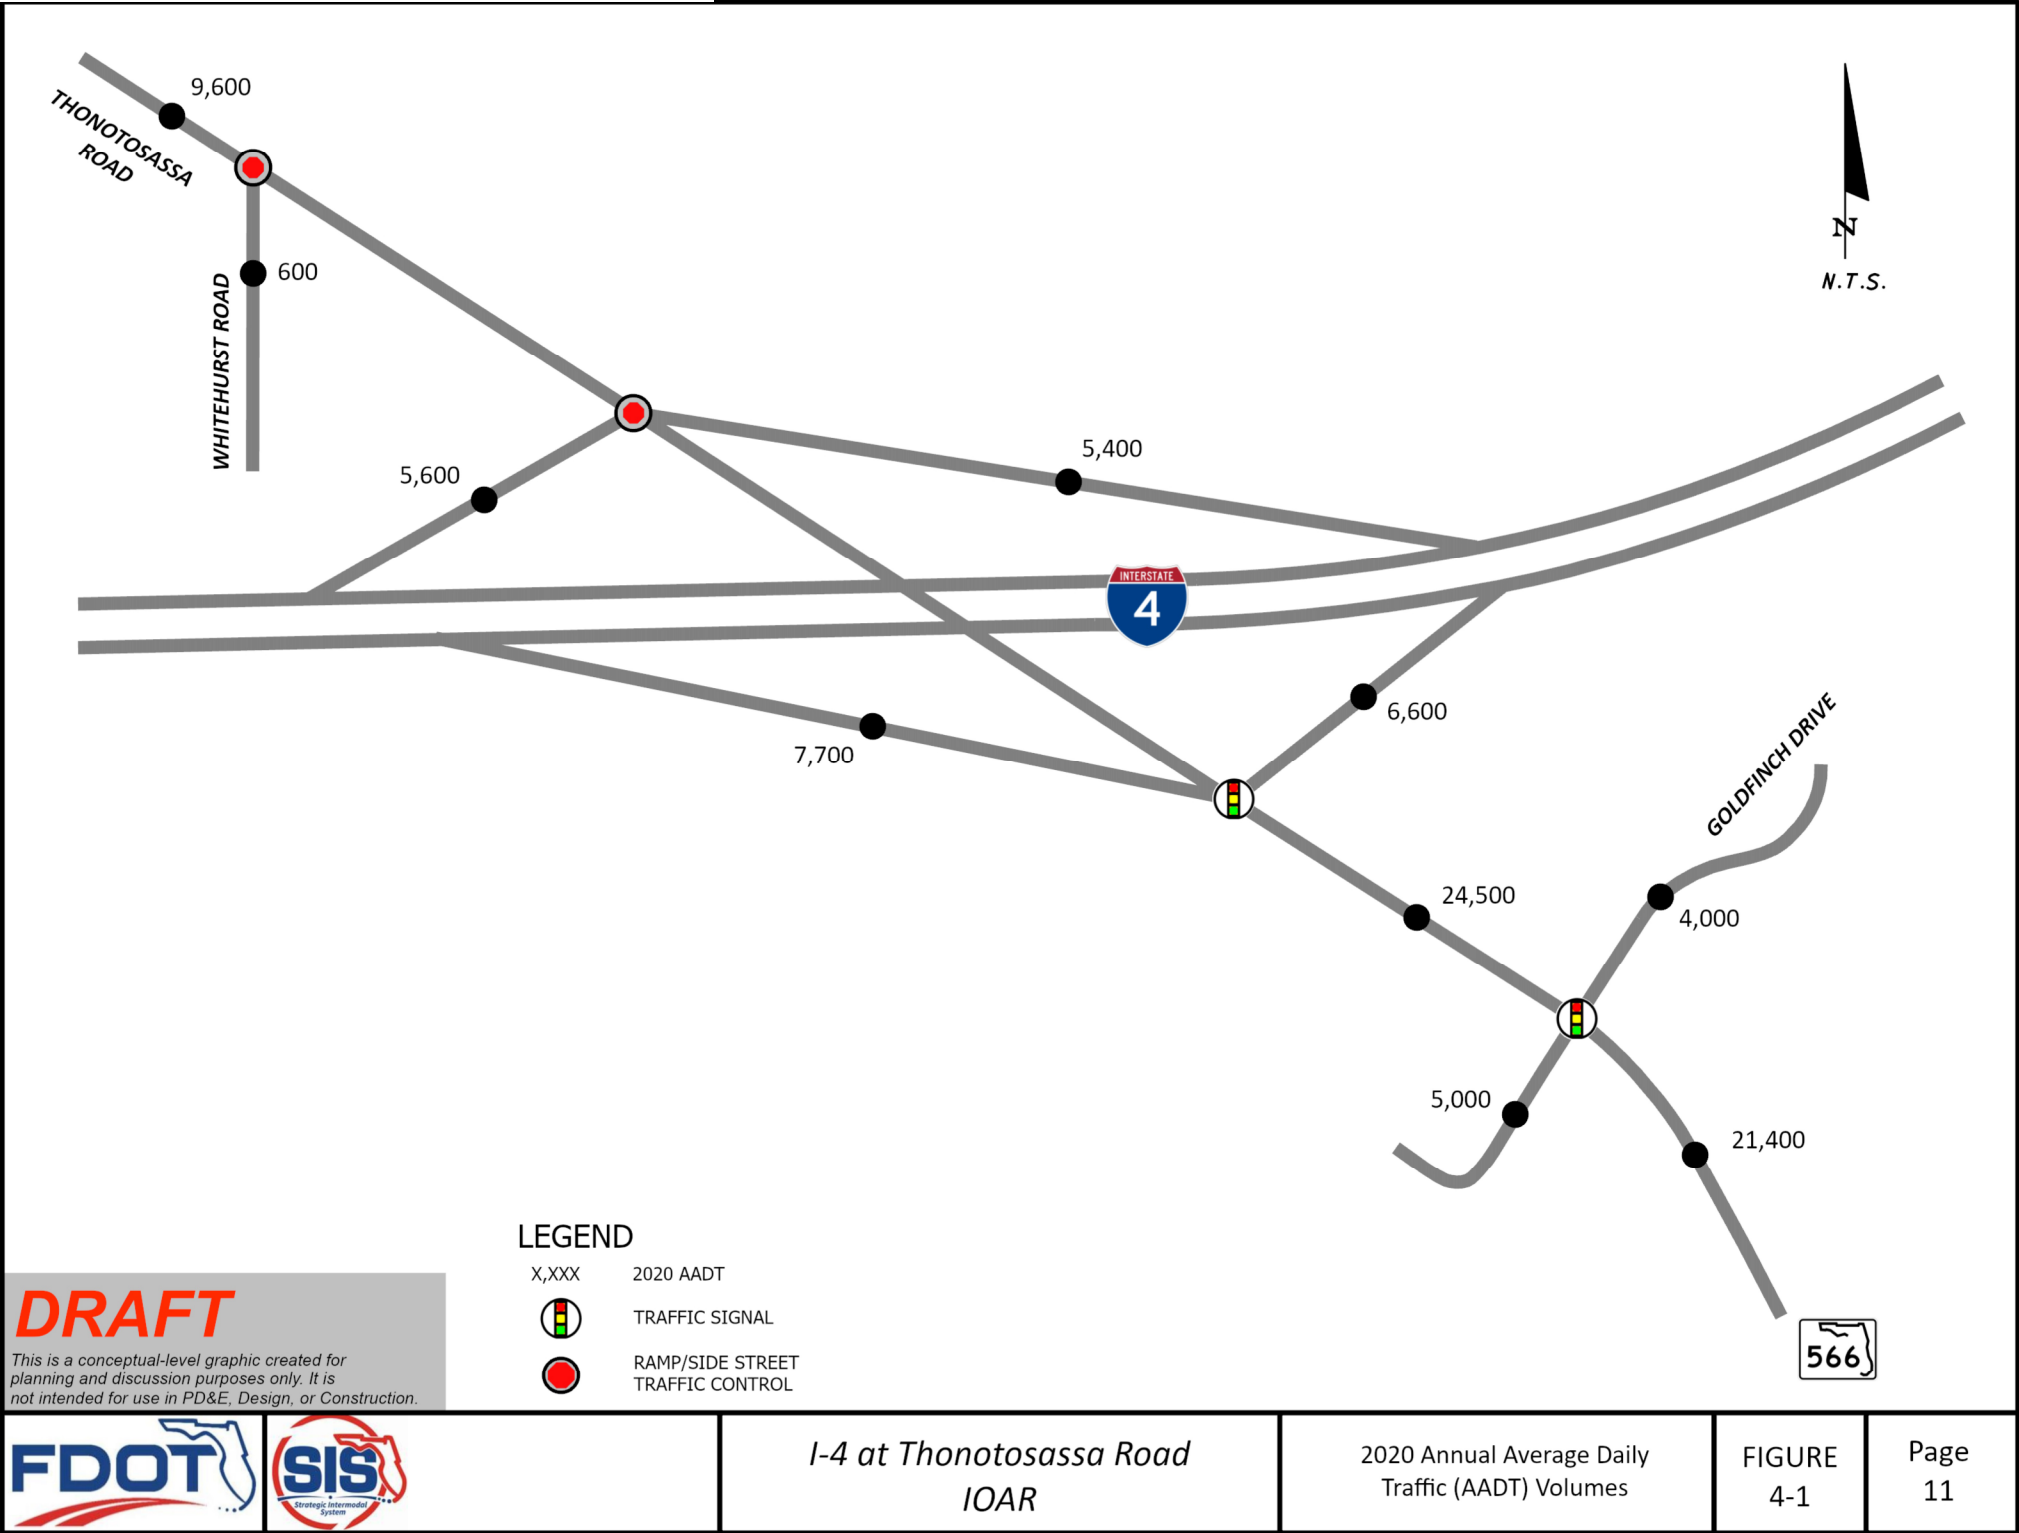 9,600
THONOTOSASSA
ROAD
600
WHITEHURST ROAD
N
N.T.S.
5,400
5,600
INTERSTATE
4
6,600
7,700
GOLDFINCH DRIVE
24,500
4,000
5,000
21,400
566
LEGEND
X,XXX 2020 AADT
TRAFFIC SIGNAL
RAMP/SIDE STREET
TRAFFIC CONTROL
DRAFT
This is a conceptual-level graphic created for
planning and discussion purposes only. It is
not intended for use in PD&E, Design, or Construction.
FDOT
SIS
Strategic Intermodal
System
I-4 at Thonotosassa Road
IOAR
2020 Annual Average Daily
Traffic (AADT) Volumes
FIGURE
4-1
Page
11